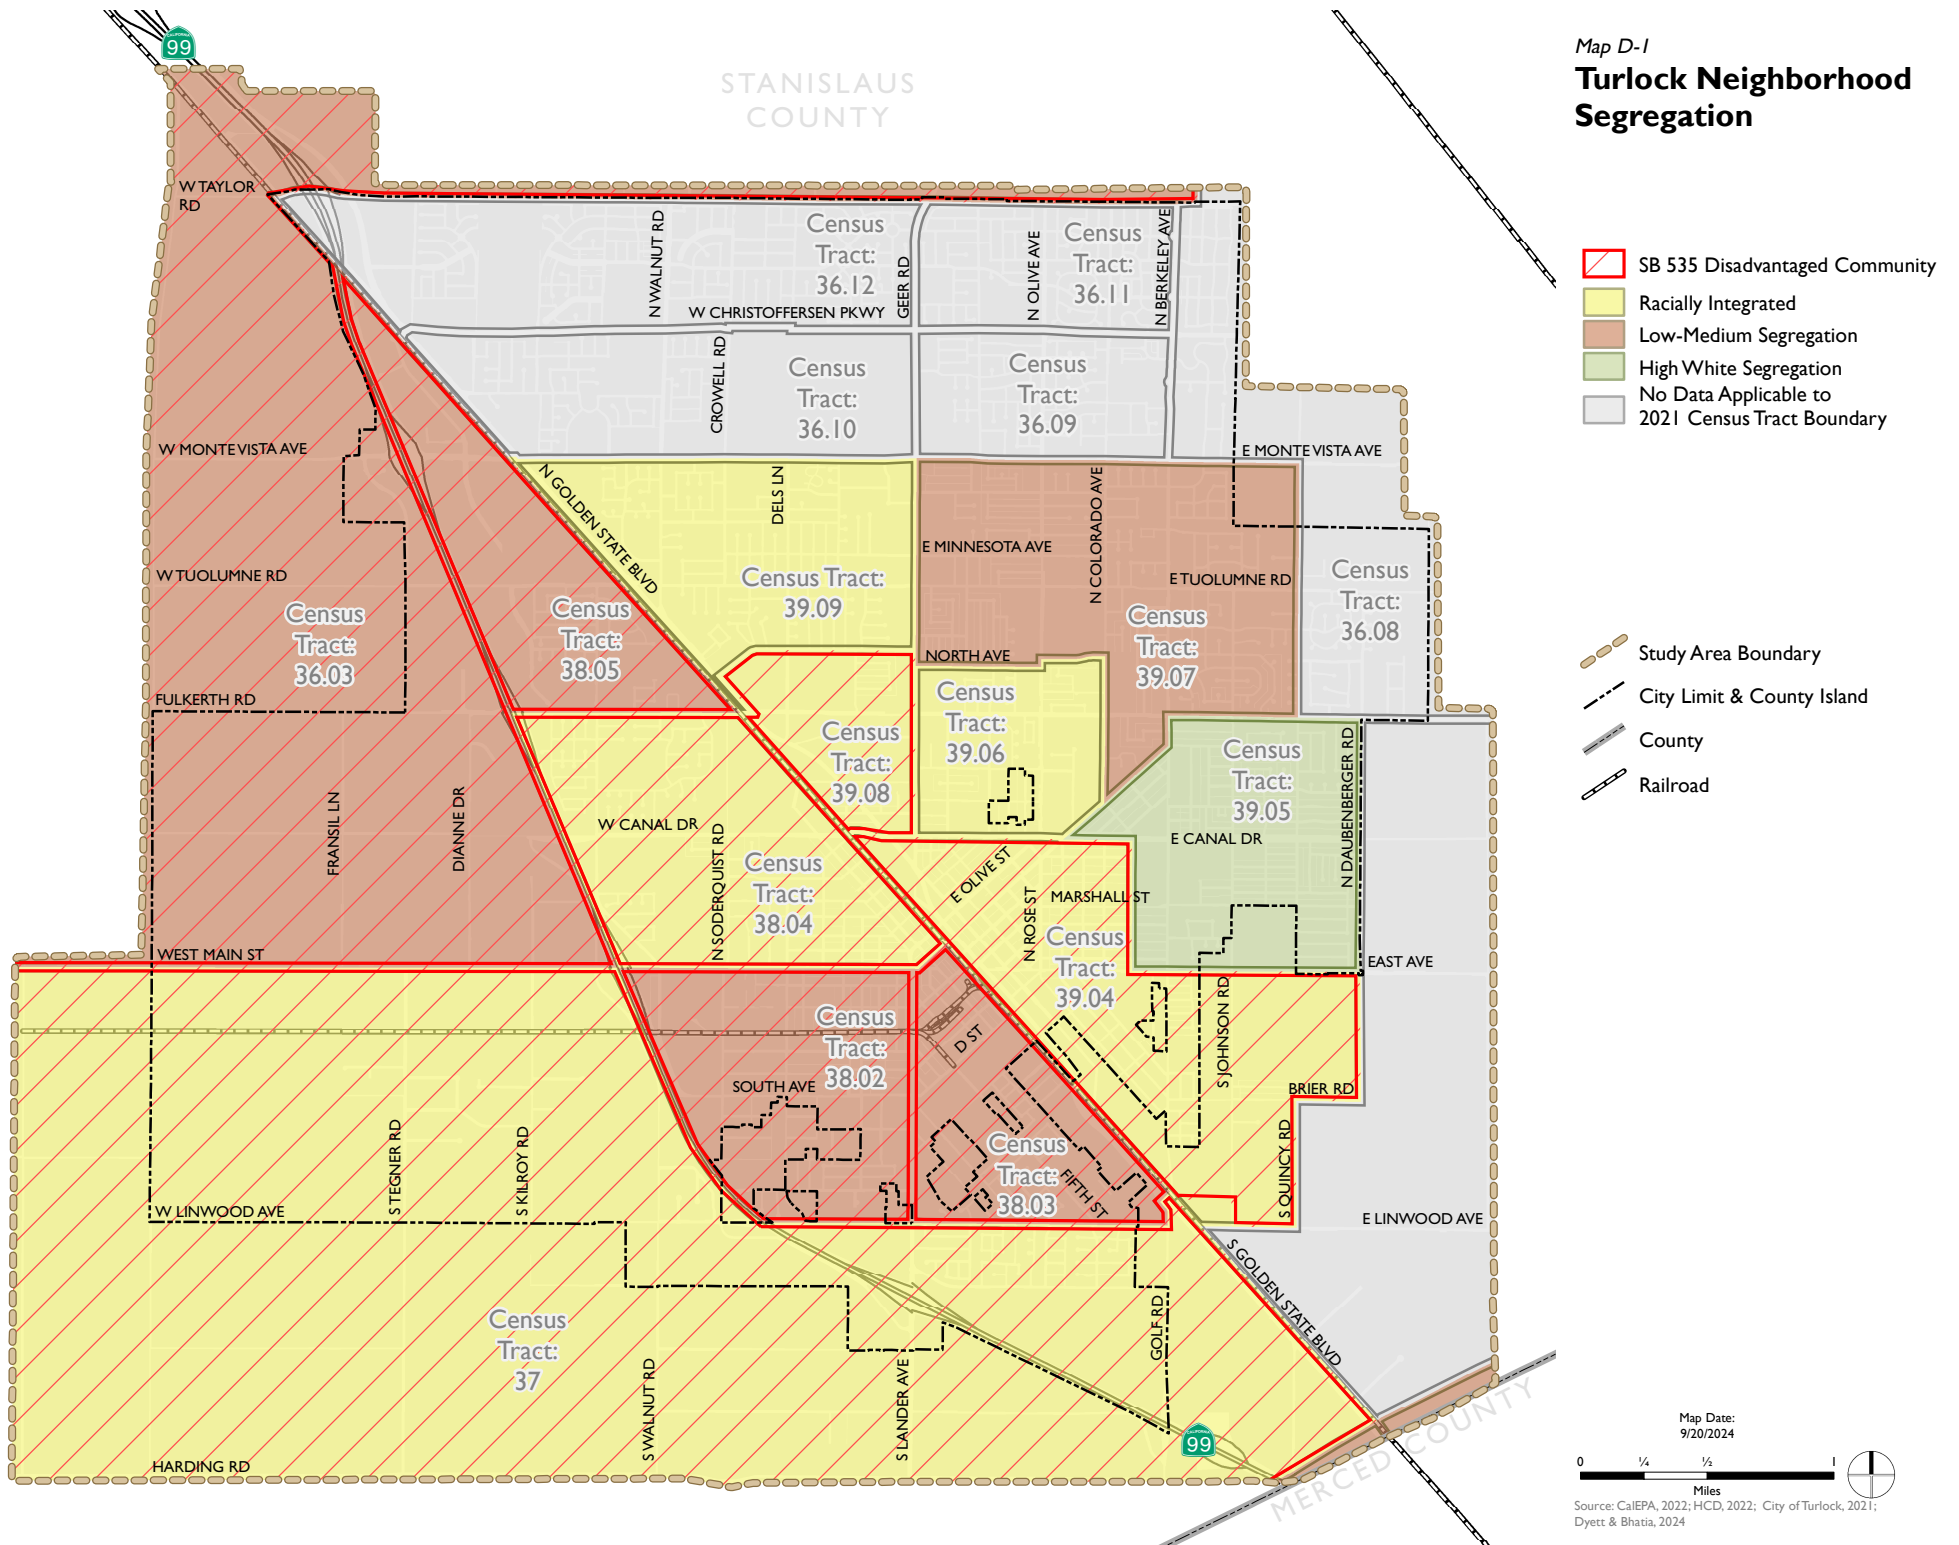 Map D-1
Turlock Neighborhood
Segregation
SB 535 Disadvantaged Community
Racially Integrated
Low-Medium Segregation
High White Segregation
No Data Applicable to
2021 Census Tract Boundary
Study Area Boundary
City Limit & County Island
County
Railroad
CALIFORNIA
99
STANISLAUS
COUNTY
W TAYLOR
RD
N WALNUT RD
Census
Tract:
36.12
GEER RD
N OLIVE AVE
Census
Tract:
36.11
N BERKELEY AVE
W CHRISTOFFERSEN PKWY
CROWELL RD
Census
Tract:
36.10
Census
Tract:
36.09
W MONTE VISTA AVE
E MONTE VISTA AVE
N GOLDEN STATE BLVD
DELS LN
N COLORADO AVE
E MINNESOTA AVE
W TUOLUMNE RD
E TUOLUMNE RD
Census Tract:
39.09
Census
Tract:
36.08
Census
Tract:
36.03
Census
Tract:
38.05
Census
Tract:
39.07
NORTH AVE
FULKERTH RD
Census
Tract:
39.06
Census
Tract:
39.08
Census
Tract:
39.05
N DAUBENBERGER RD
FRANSIL LN
DIANNE DR
W CANAL DR
E CANAL DR
N SODERQUIST RD
Census
Tract:
38.04
E OLIVE ST
N ROSE ST
MARSHALL ST
Census
Tract:
39.04
WEST MAIN ST
EAST AVE
Census
Tract:
38.02
D ST
S JOHNSON RD
SOUTH AVE
BRIER RD
S TEGNER RD
S KILROY RD
Census
Tract:
38.03
FIFTH ST
S QUINCY RD
W LINWOOD AVE
E LINWOOD AVE
S GOLDEN STATE BLVD
Census
Tract:
37
GOLF RD
S WALNUT RD
S LANDER AVE
CALIFORNIA
99
HARDING RD
MERCED COUNTY
Map Date:
9/20/2024
0 ¼ ½ 1
Miles
Source: CalEPA, 2022; HCD, 2022; City of Turlock, 2021;
Dyett & Bhatia, 2024